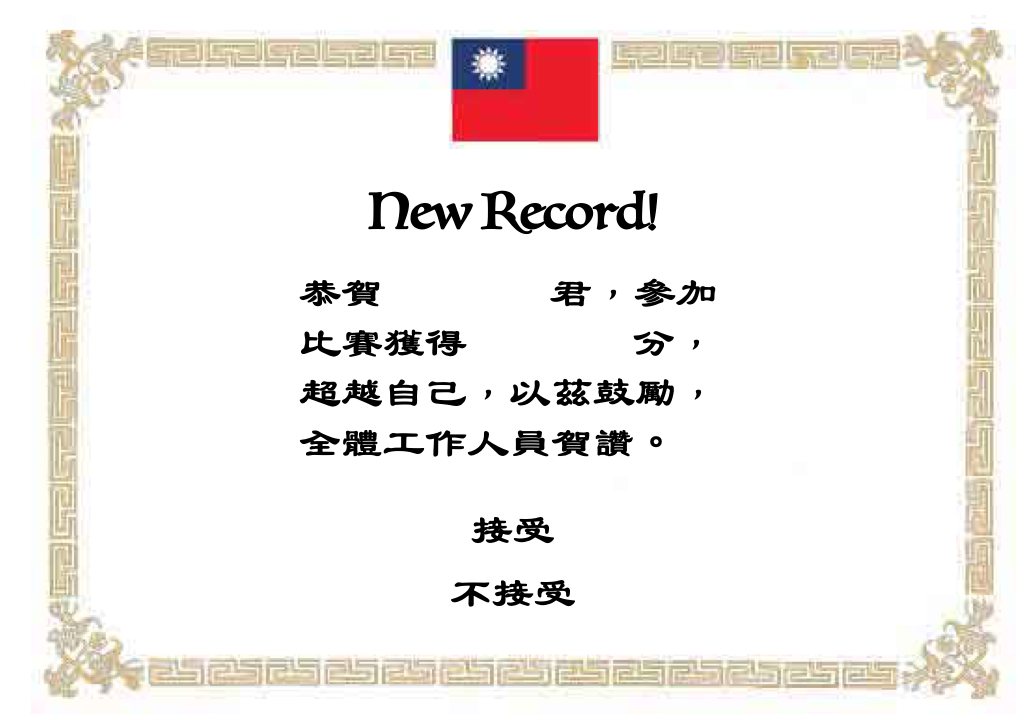 New Record!
恭賀 君，參加
比賽獲得 分，
超越自己，以茲鼓勵，
全體工作人員賀讚。
接受
不接受